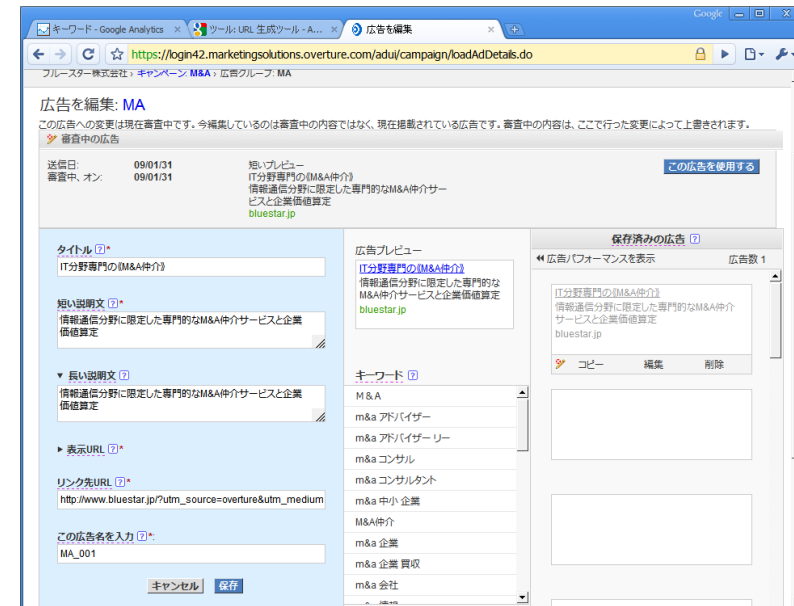 Google
キーワード - Google Analytics
ツール: URL 生成ツール - A...
広告を編集
https://login42.marketingsolutions.overture.com/adui/campaign/loadAdDetails.do
ブルースター株式会社 › キャンペーン: M&A › 広告グループ: MA
広告を編集: MA
この広告への変更は現在審査中です。今編集しているのは審査中の内容ではなく、現在掲載されている広告です。審査中の内容は、ここで行った変更によって上書きされます。
審査中の広告
送信日: 09/01/31
審査中、オン: 09/01/31
短いプレビュー
IT分野専門の《M&A仲介》
情報通信分野に限定した専門的なM&A仲介サー
ビスと企業価値算定
bluestar.jp
この広告を使用する
タイトル ? *
IT分野専門の《M&A仲介》
短い説明文 ? *
情報通信分野に限定した専門的なM&A仲介サービスと企業
価値算定
▼ 長い説明文 ?
情報通信分野に限定した専門的なM&A仲介サービスと企業
価値算定
▶ 表示URL ? *
リンク先URL ? *
http://www.bluestar.jp/?utm_source=overture&utm_medium
この広告名を入力 ? *:
MA_001
キャンセル 保存
広告プレビュー
IT分野専門の《M&A仲介》
情報通信分野に限定した専門的な
M&A仲介サービスと企業価値算定
bluestar.jp
キーワード ?
M & A
m&a アドバイザー
m&a アドバイザー リー
m&a コンサル
m&a コンサルタント
m&a 中小 企業
M&A仲介
m&a 企業
m&a 企業 買収
m&a 会社
保存済みの広告 ?
広告パフォーマンスを表示 広告数 1
IT分野専門の《M&A仲介》
情報通信分野に限定した専門的なM&A仲介
サービスと企業価値算定
bluestar.jp
コピー 編集 削除